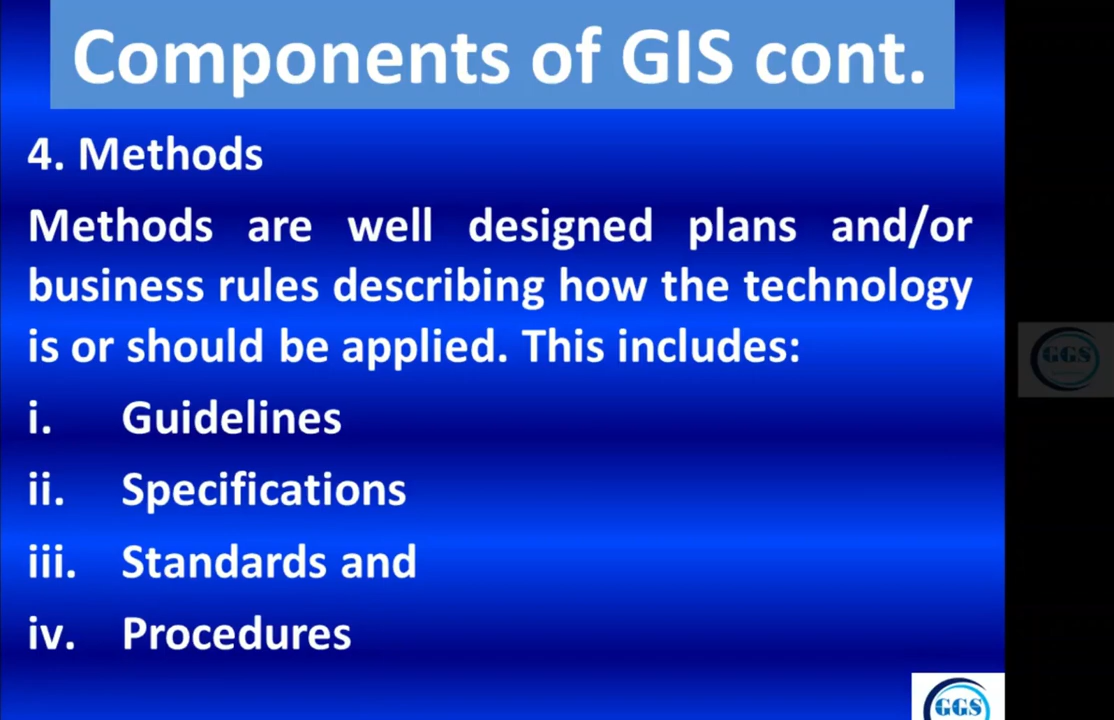 Components of GIS cont.
4. Methods
Methods are well designed plans and/or
business rules describing how the technology
is or should be applied. This includes:
i. Guidelines
ii. Specifications
iii. Standards and
iv. Procedures
GGS
GGS